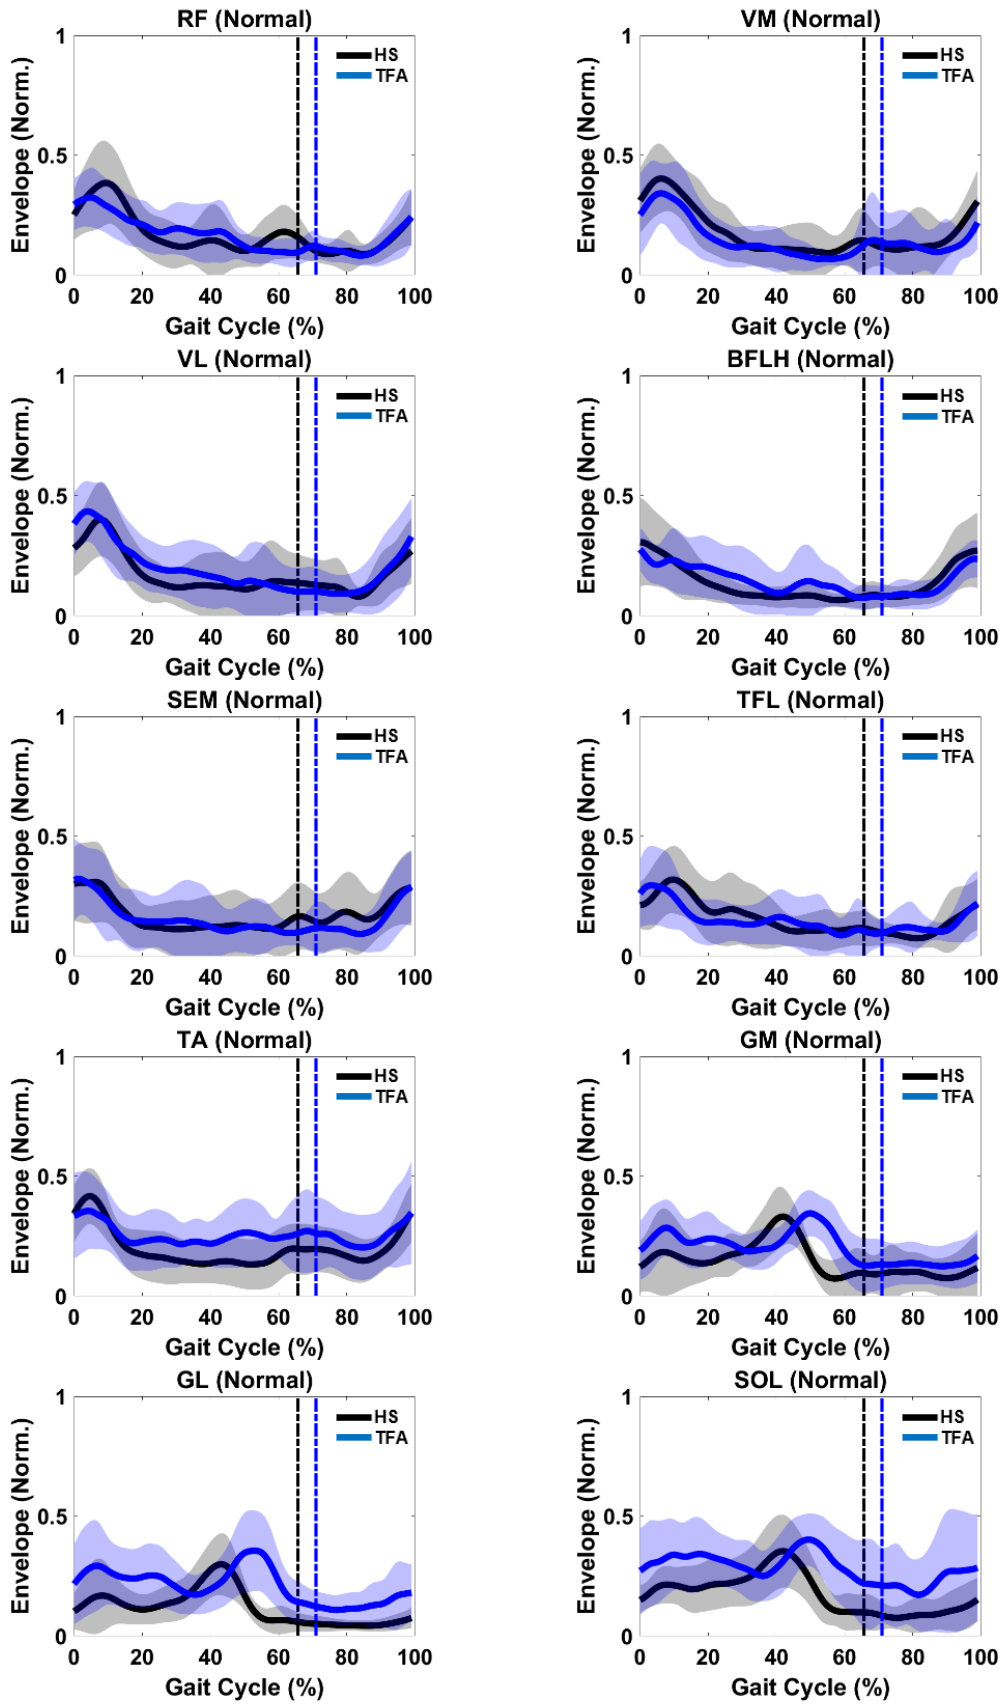 RF (Normal)
Envelope (Norm.)
1
0.5
0
HS
TFA
0 20 40 60 80 100
Gait Cycle (%)
VM (Normal)
Envelope (Norm.)
1
0.5
0
HS
TFA
0 20 40 60 80 100
Gait Cycle (%)
VL (Normal)
Envelope (Norm.)
1
0.5
0
HS
TFA
0 20 40 60 80 100
Gait Cycle (%)
BFLH (Normal)
Envelope (Norm.)
1
0.5
0
HS
TFA
0 20 40 60 80 100
Gait Cycle (%)
SEM (Normal)
Envelope (Norm.)
1
0.5
0
HS
TFA
0 20 40 60 80 100
Gait Cycle (%)
TFL (Normal)
Envelope (Norm.)
1
0.5
0
HS
TFA
0 20 40 60 80 100
Gait Cycle (%)
TA (Normal)
Envelope (Norm.)
1
0.5
0
HS
TFA
0 20 40 60 80 100
Gait Cycle (%)
GM (Normal)
Envelope (Norm.)
1
0.5
0
HS
TFA
0 20 40 60 80 100
Gait Cycle (%)
GL (Normal)
Envelope (Norm.)
1
0.5
0
HS
TFA
0 20 40 60 80 100
Gait Cycle (%)
SOL (Normal)
Envelope (Norm.)
1
0.5
0
HS
TFA
0 20 40 60 80 100
Gait Cycle (%)